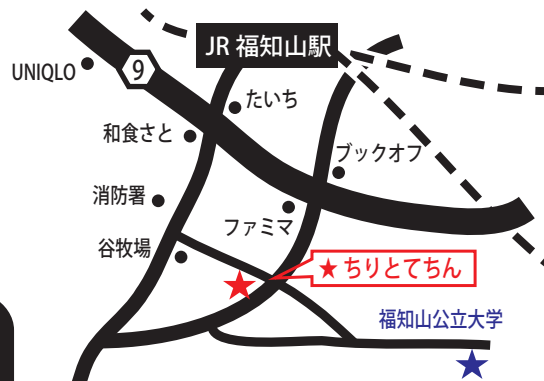 JR 福知山駅
UNIQLO
9
たいち
和食さと
ブックオフ
消防署
ファミマ
谷牧場
★ ちりとてちん
福知山公立大学